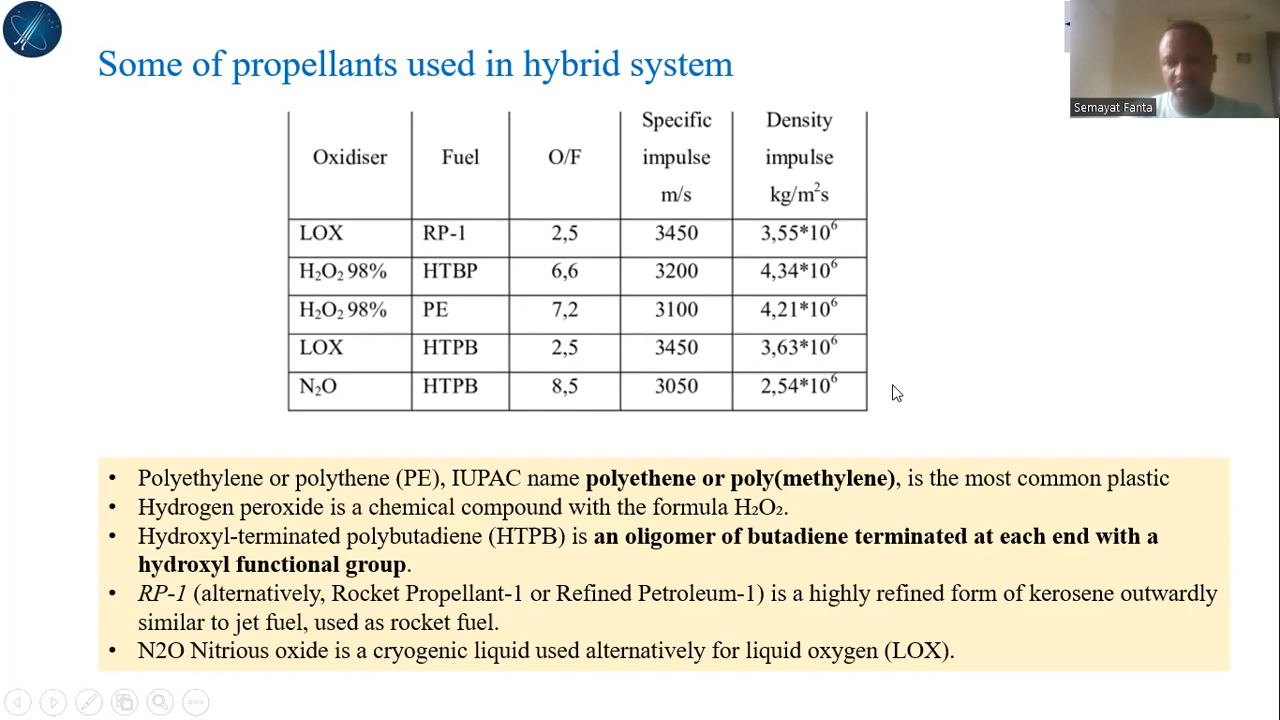 Some of propellants used in hybrid system
Semayat Fanta
Oxidiser Fuel O/F Specific impulse m/s Density impulse kg/m²s
LOX RP-1 2,5 3450 3,55*10⁶
H₂O₂ 98% HTBP 6,6 3200 4,34*10⁶
H₂O₂ 98% PE 7,2 3100 4,21*10⁶
LOX HTPB 2,5 3450 3,63*10⁶
N₂O HTPB 8,5 3050 2,54*10⁶
• Polyethylene or polythene (PE), IUPAC name polyethene or poly(methylene), is the most common plastic
• Hydrogen peroxide is a chemical compound with the formula H₂O₂.
• Hydroxyl-terminated polybutadiene (HTPB) is an oligomer of butadiene terminated at each end with a
hydroxyl functional group.
• RP-1 (alternatively, Rocket Propellant-1 or Refined Petroleum-1) is a highly refined form of kerosene outwardly
similar to jet fuel, used as rocket fuel.
• N2O Nitrious oxide is a cryogenic liquid used alternatively for liquid oxygen (LOX).